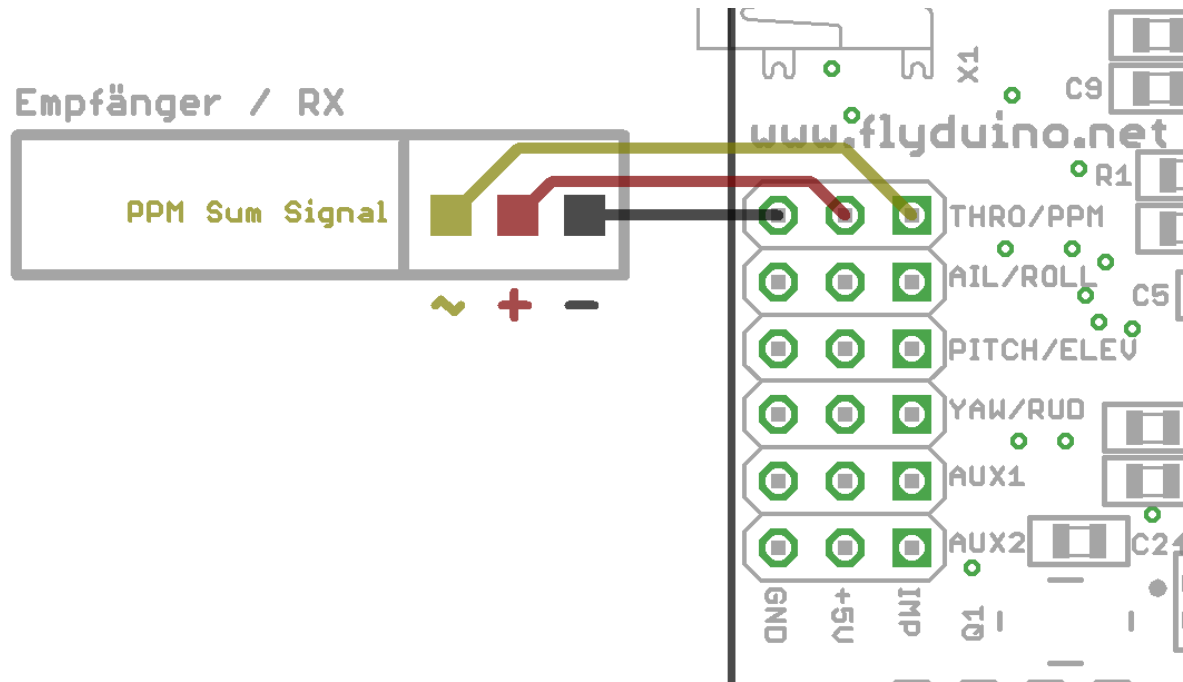 Empfänger / RX
PPM Sum Signal
~ + -
X1
C9
www.flyduino.net
R1
THRO/PPM
AIL/ROLL
C5
PITCH/ELEV
YAW/RUD
AUX1
AUX2
C24
GND
+5V
IMP
Q1